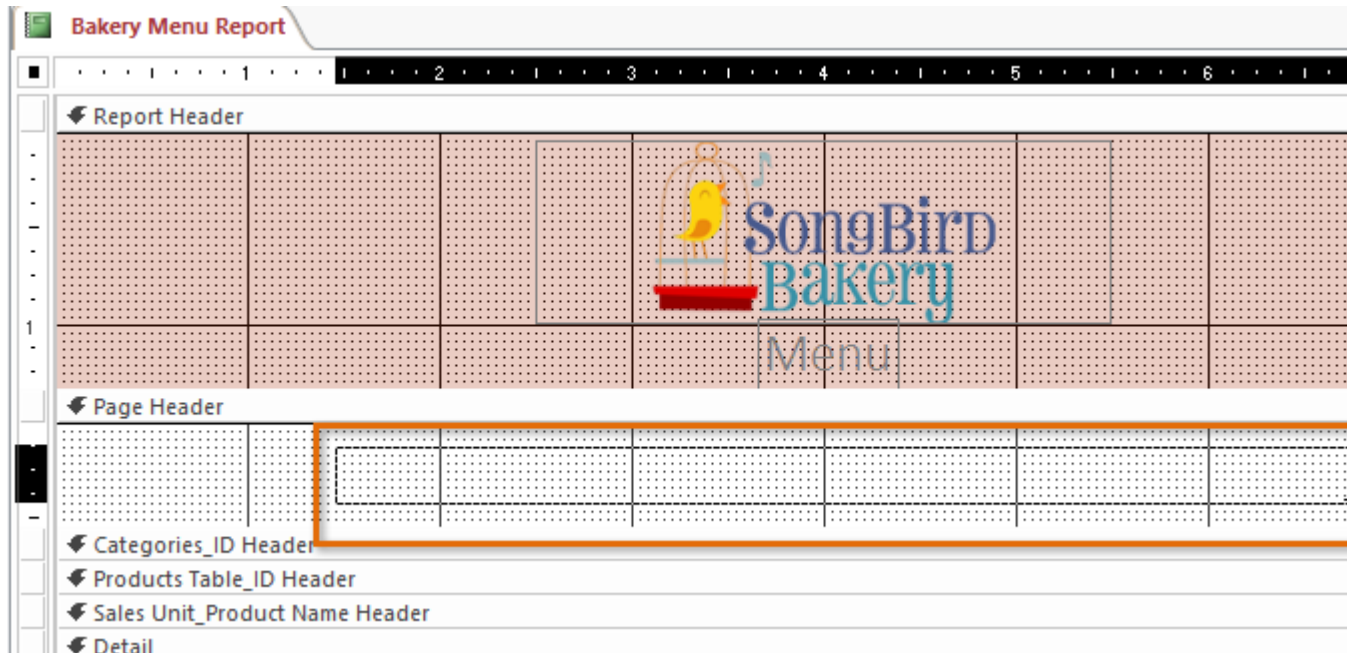 Bakery Menu Report
1 2 3 4 5 6
Report Header
SongBird
Bakery
1
Menu
Page Header
Categories_ID Header
Products Table_ID Header
Sales Unit_Product Name Header
Detail